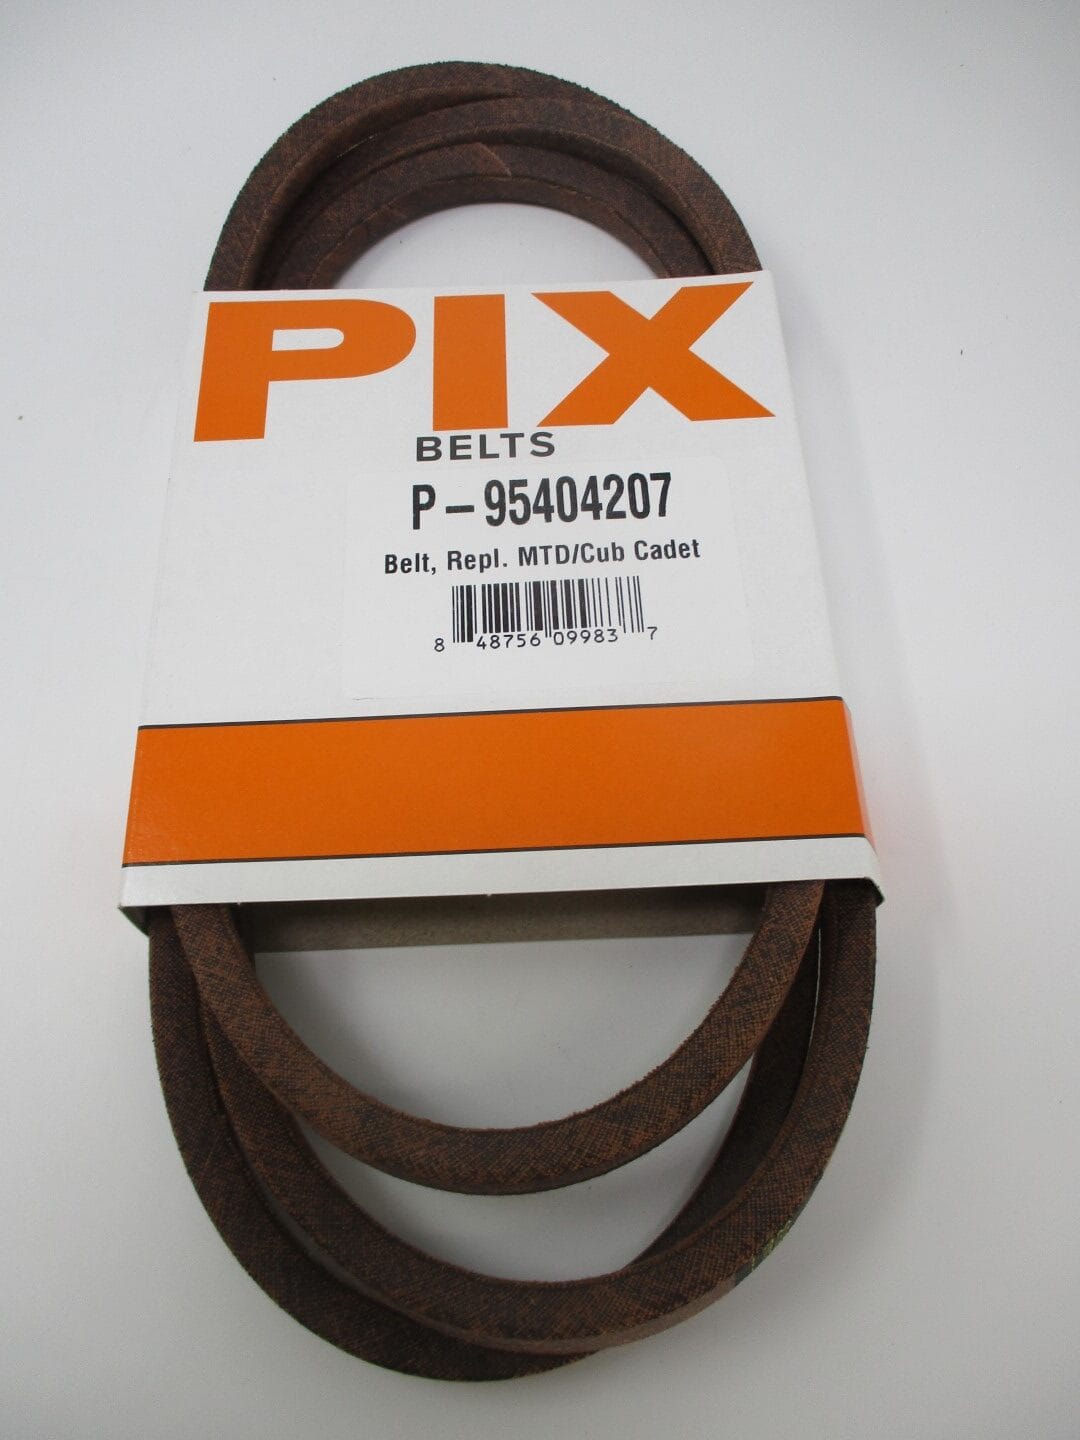 PIX
BELTS
P-95404207
Belt, Repl. MTD/Cub Cadet
8 48756 09983 7